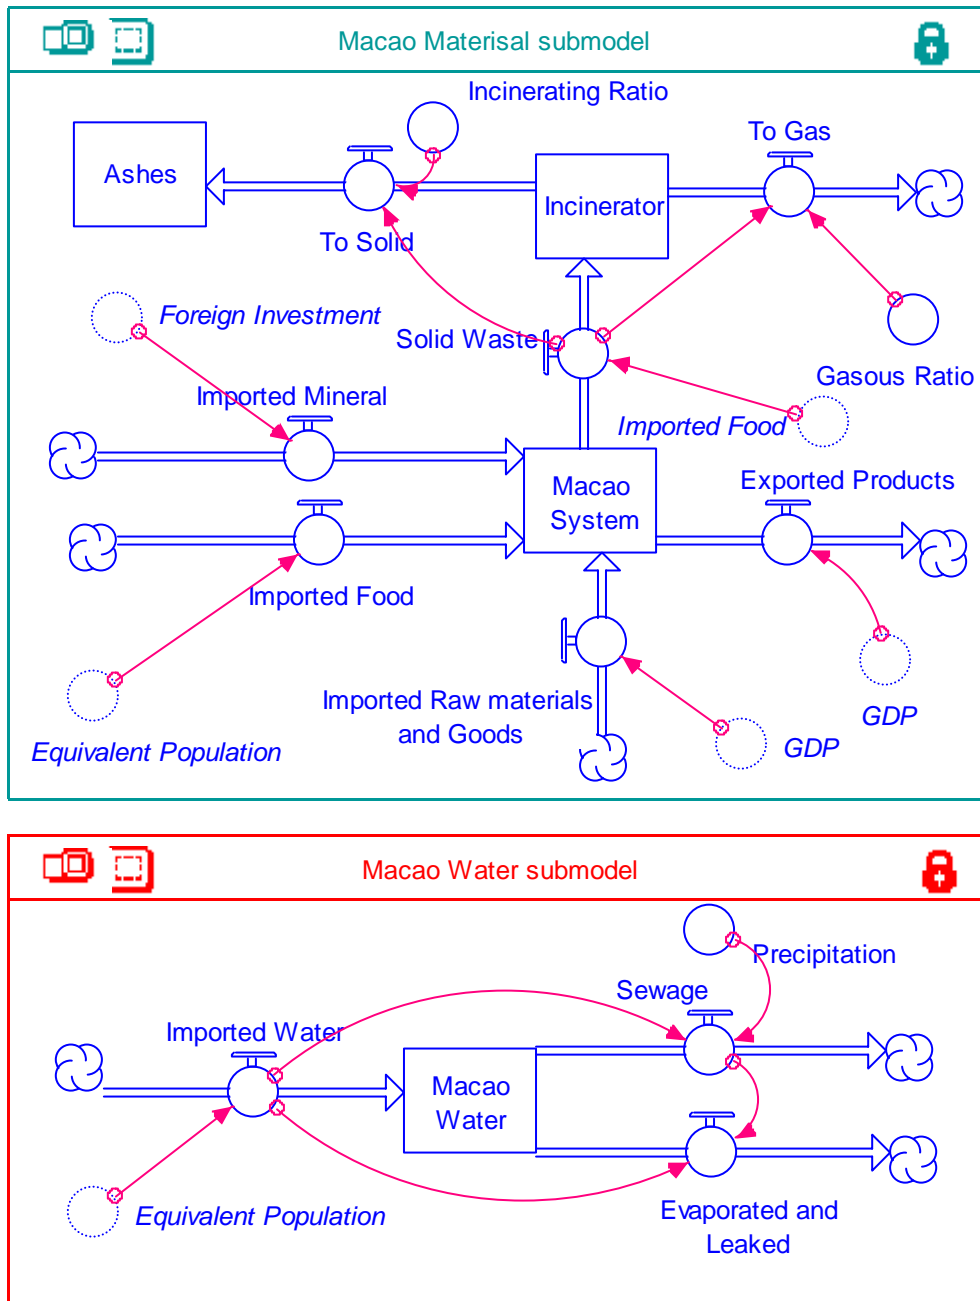 Macao Materisal submodel
Incinerating Ratio
To Gas
Ashes
Incinerator
To Solid
Foreign Investment
Solid Waste
Gasous Ratio
Imported Mineral
Imported Food
Exported Products
Macao
System
Imported Food
Imported Raw materials
and Goods
GDP
GDP
Equivalent Population
Macao Water submodel
Precipitation
Sewage
Imported Water
Macao
Water
Equivalent Population
Evaporated and
Leaked